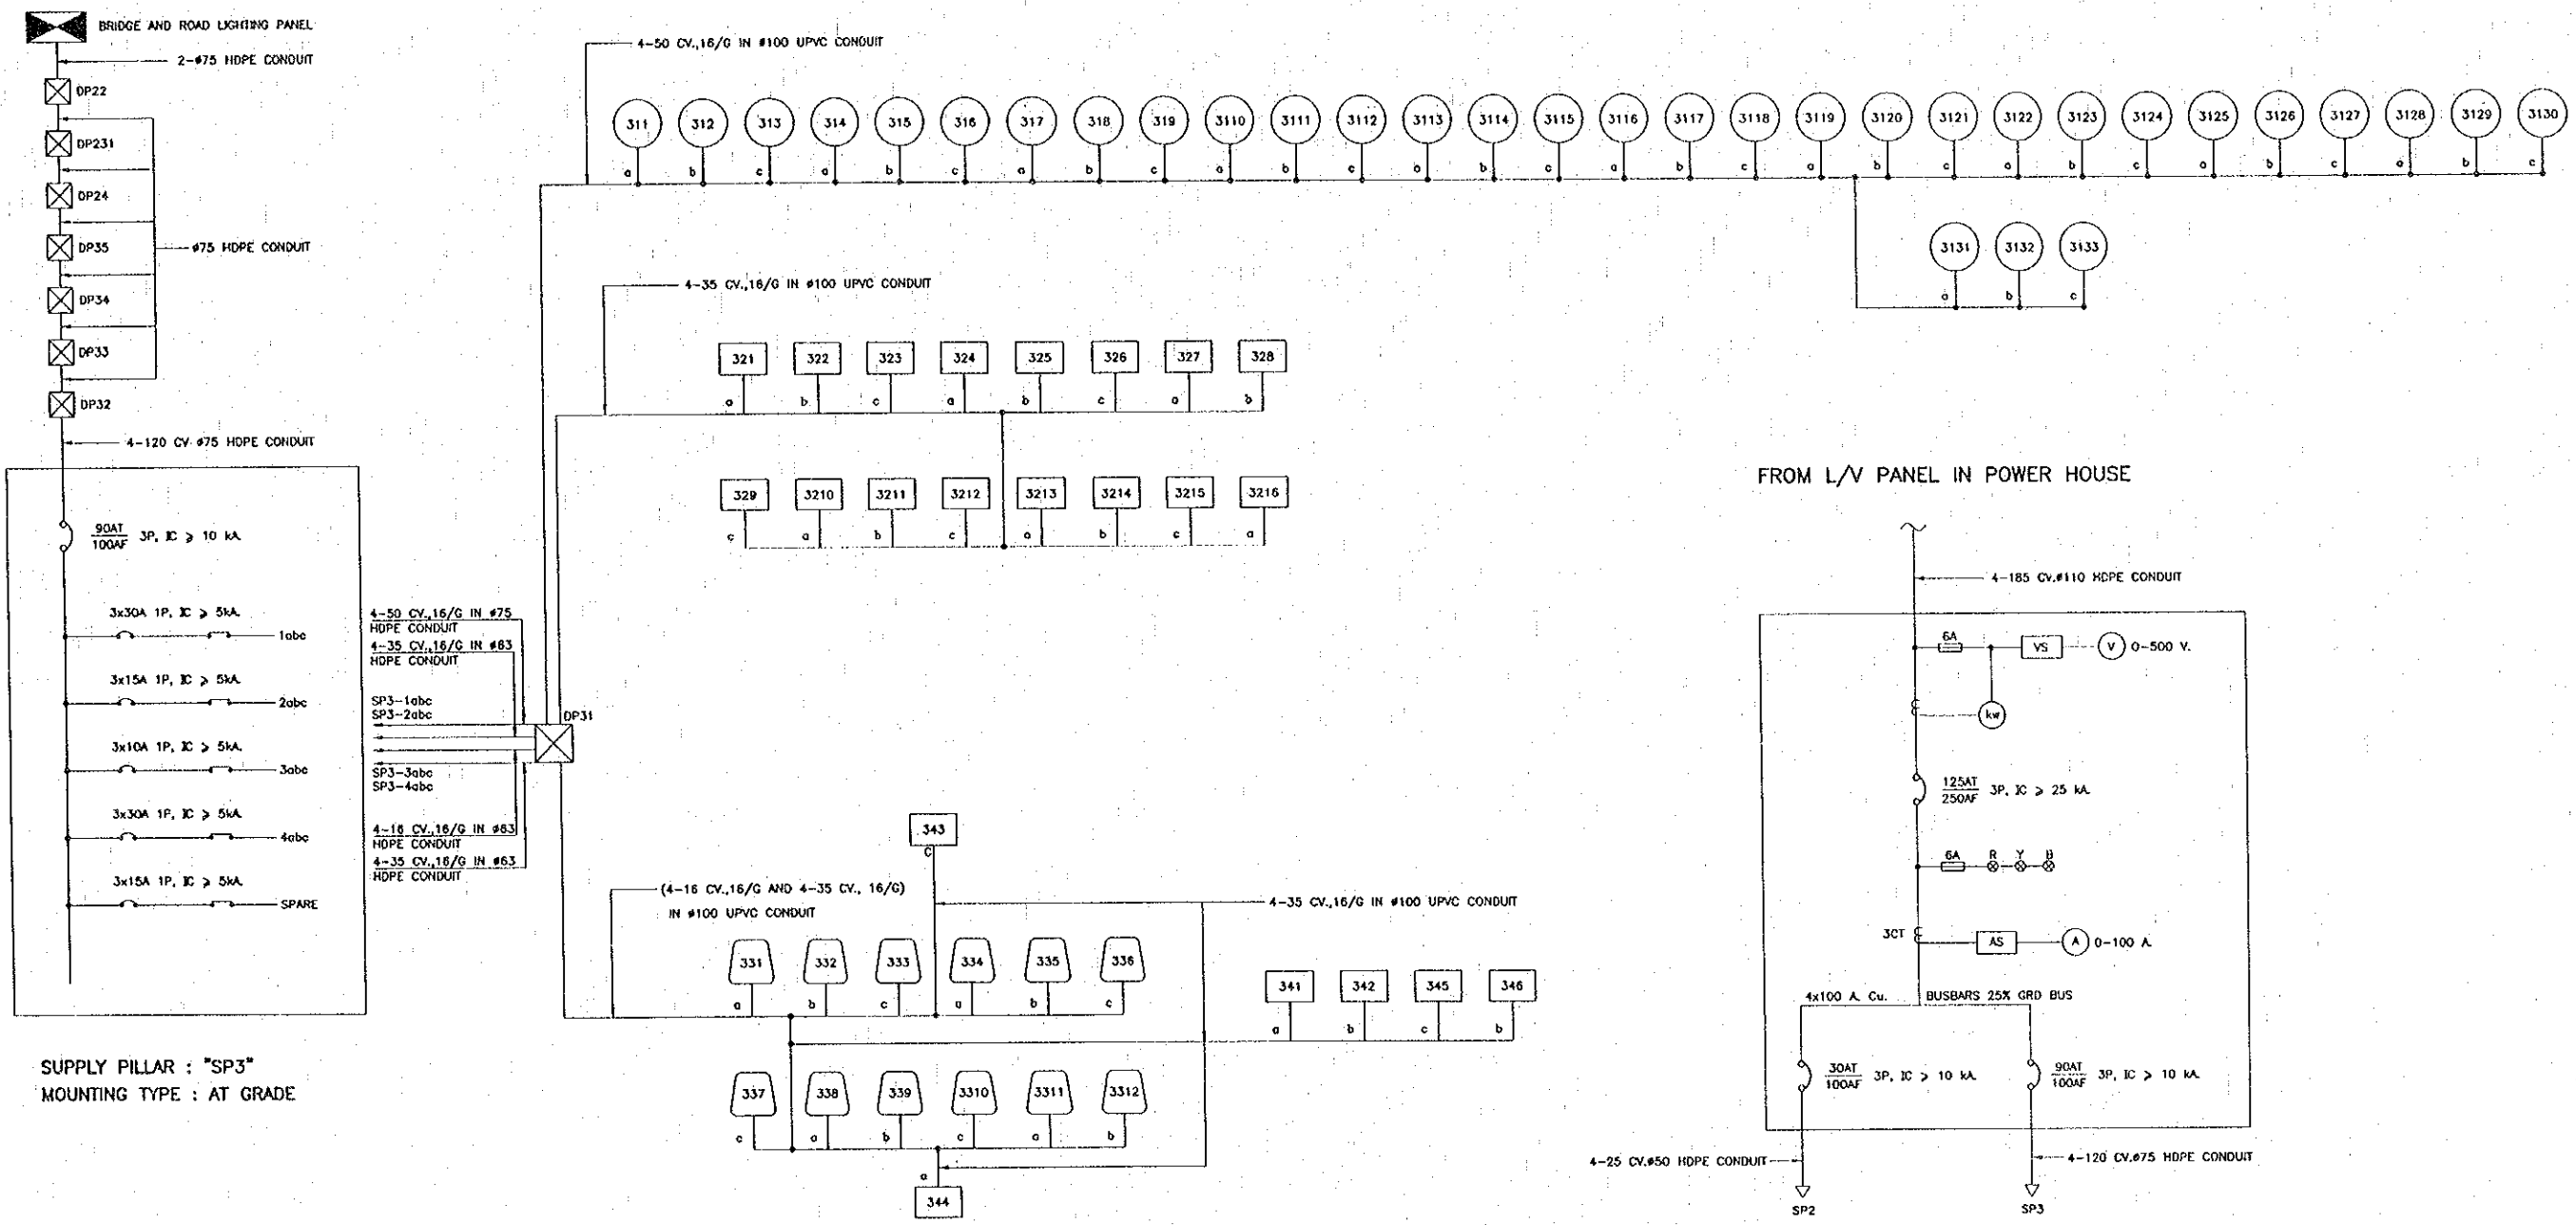 BRIDGE AND ROAD LIGHTING PANEL
2-ø75 HDPE CONDUIT
DP22
DP231
DP24
DP35
ø75 HDPE CONDUIT
DP34
DP33
DP32
4-120 CV. ø75 HDPE CONDUIT
90AT
100AF
3P, IC ⩾ 10 kA.
3x30A 1P, IC ⩾ 5kA.
1abc
3x15A 1P, IC ⩾ 5kA.
2abc
3x10A 1P, IC ⩾ 5kA.
3abc
3x30A 1P, IC ⩾ 5kA.
4abc
3x15A 1P, IC ⩾ 5kA.
SPARE
SUPPLY PILLAR : "SP3"
MOUNTING TYPE : AT GRADE
4-50 CV.,16/G IN ø75
HDPE CONDUIT
4-35 CV.,16/G IN ø63
HDPE CONDUIT
SP3-1abc
SP3-2abc
DP31
SP3-3abc
SP3-4abc
4-16 CV.,16/G IN ø63
HDPE CONDUIT
4-35 CV.,16/G IN ø63
HDPE CONDUIT
4-50 CV.,16/G IN ø100 UPVC CONDUIT
311 312 313 314 315 316 317 318 319 3110 3111 3112 3113 3114 3115 3116 3117 3118 3119 3120 3121 3122 3123 3124 3125 3126 3127 3128 3129 3130
a b c a b c a b c a b c a b c a b c a b c a b c a b c a b c
3131 3132 3133
a b c
4-35 CV.,16/G IN ø100 UPVC CONDUIT
321 322 323 324 325 326 327 328
a b c a b c a b
329 3210 3211 3212 3213 3214 3215 3216
c a b c a b c a
343
C
(4-16 CV.,16/G AND 4-35 CV., 16/G)
IN ø100 UPVC CONDUIT
4-35 CV.,16/G IN ø100 UPVC CONDUIT
331 332 333 334 335 336
a b c a b c
341 342 345 346
a b c b
337 338 339 3310 3311 3312
c a b c a b
a
344
FROM L/V PANEL IN POWER HOUSE
4-185 CV.ø110 HDPE CONDUIT
6A
VS
V
0-500 V.
kw
125AT
250AF
3P, IC ⩾ 25 kA.
6A R Y B
3CT
AS
A
0-100 A.
4x100 A. Cu. BUSBARS 25% GRD BUS
30AT
100AF
3P, IC > 10 kA.
90AT
100AF
3P, IC > 10 kA.
4-25 CV.ø50 HDPE CONDUIT
4-120 CV.ø75 HDPE CONDUIT
SP2
SP3